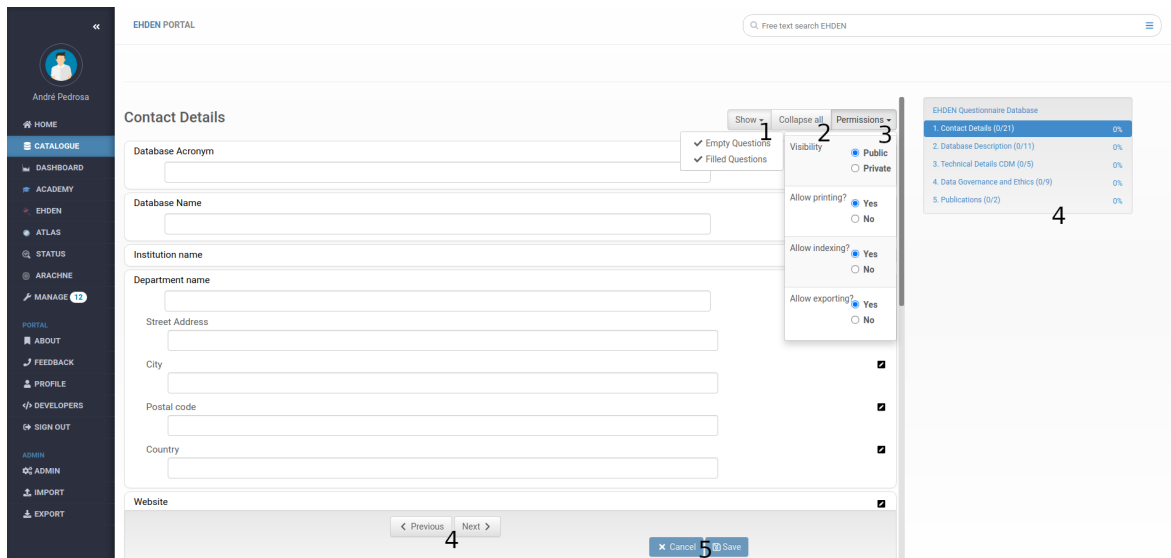 «
EHDEN PORTAL
Free text search EHDEN
André Pedrosa
HOME
CATALOGUE
DASHBOARD
ACADEMY
EHDEN
ATLAS
STATUS
ARACHNE
MANAGE 12
PORTAL
ABOUT
FEEDBACK
PROFILE
DEVELOPERS
SIGN OUT
ADMIN
ADMIN
IMPORT
EXPORT
Contact Details
Show 1 Collapse all 2 Permissions 3
Empty Questions
Filled Questions
Visibility
Public
Private
Allow printing?
Yes
No
Allow indexing?
Yes
No
Allow exporting?
Yes
No
Database Acronym
Database Name
Institution name
Department name
Street Address
City
Postal code
Country
Website
Previous Next
4
Cancel 5 Save
EHDEN Questionnaire Database
1. Contact Details (0/21) 0%
2. Database Description (0/11) 0%
3. Technical Details CDM (0/5) 0%
4. Data Governance and Ethics (0/9) 0%
5. Publications (0/2) 0%
4